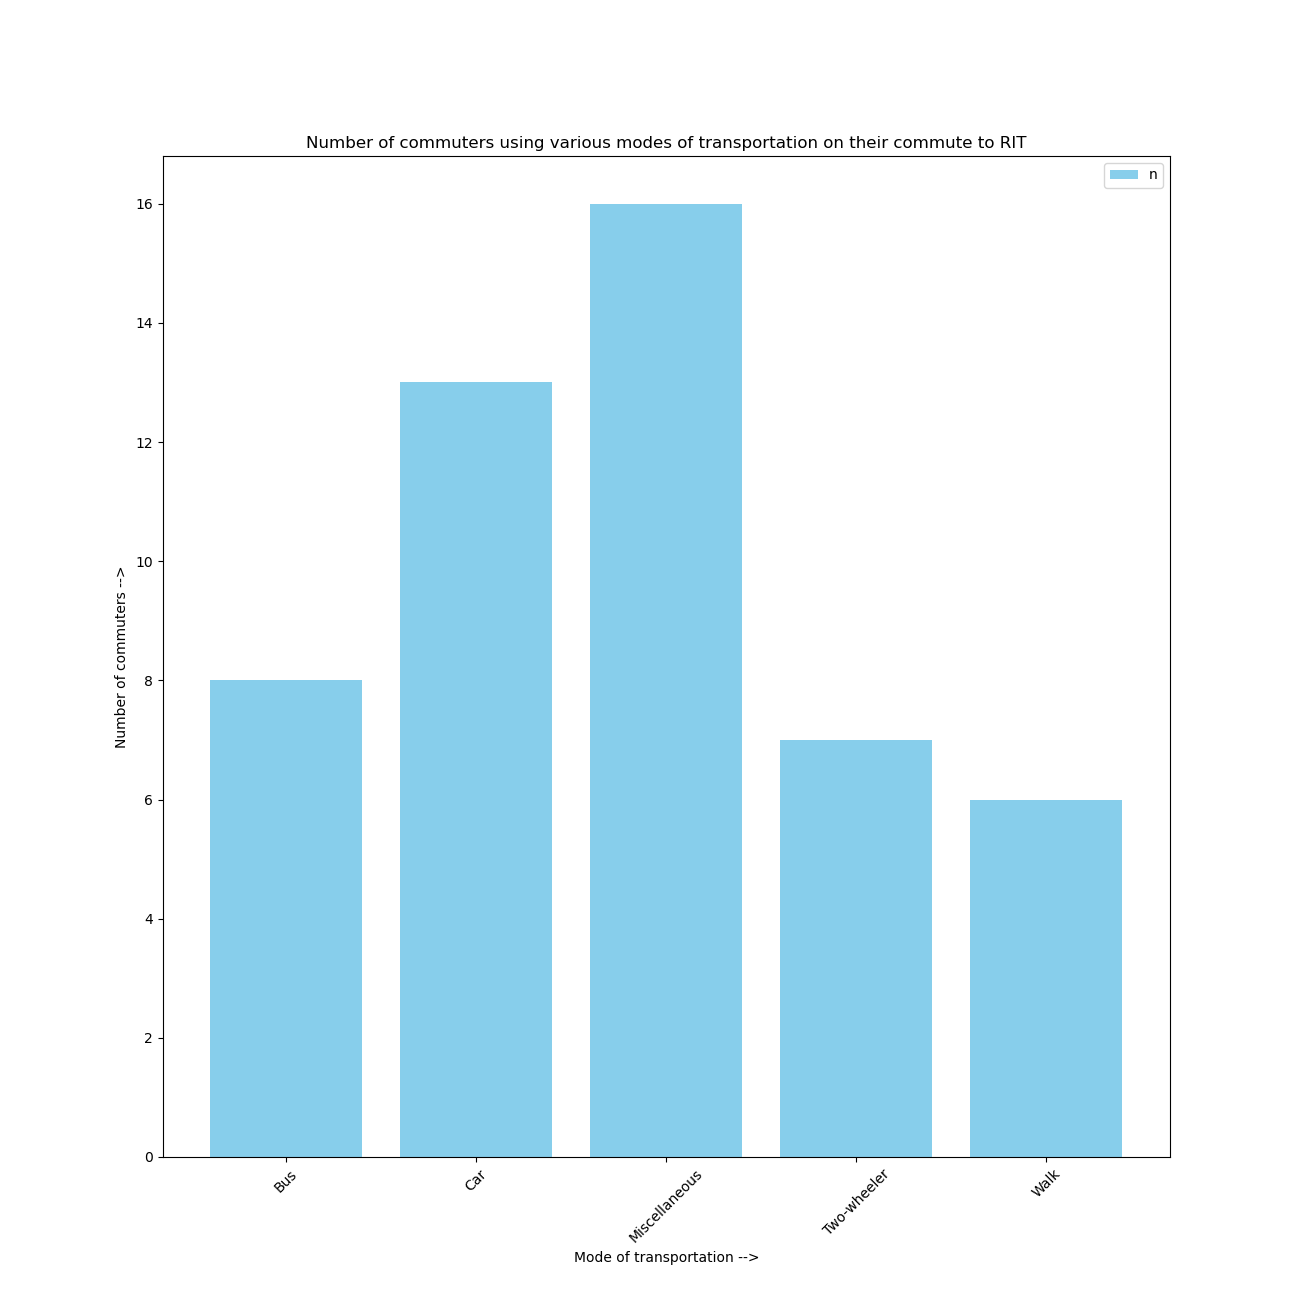 Number of commuters using various modes of transportation on their commute to RIT
n
16
14
12
10
8
6
4
2
0
Number of commuters -->
Bus
Car
Miscellaneous
Two-wheeler
Walk
Mode of transportation -->